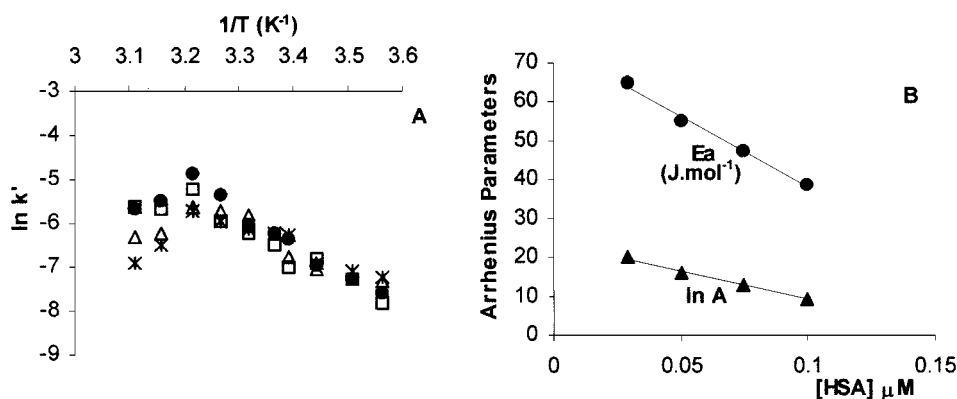 1/T (K⁻¹)
3 3.1 3.2 3.3 3.4 3.5 3.6
-3
-4
-5
-6
-7
-8
-9
ln k'
A
70
60
50
40
30
20
10
0
Arrhenius Parameters
B
Ea
(J.mol⁻¹)
ln A
0 0.05 0.1 0.15
[HSA] µM